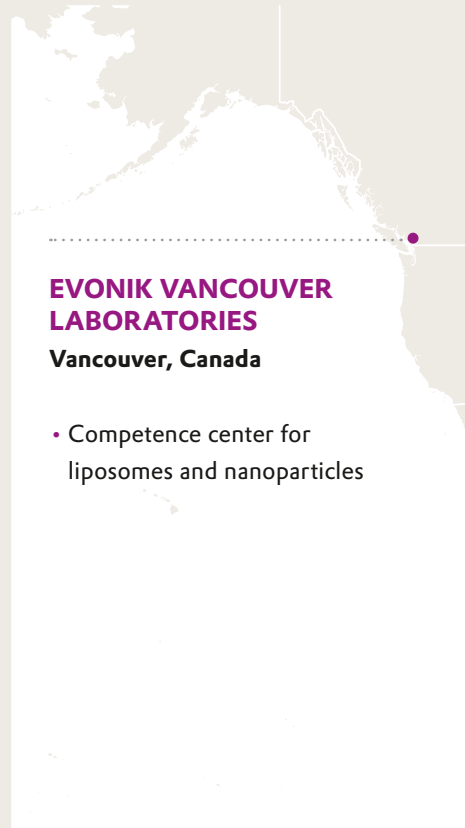 EVONIK VANCOUVER
LABORATORIES
Vancouver, Canada
• Competence center for
liposomes and nanoparticles